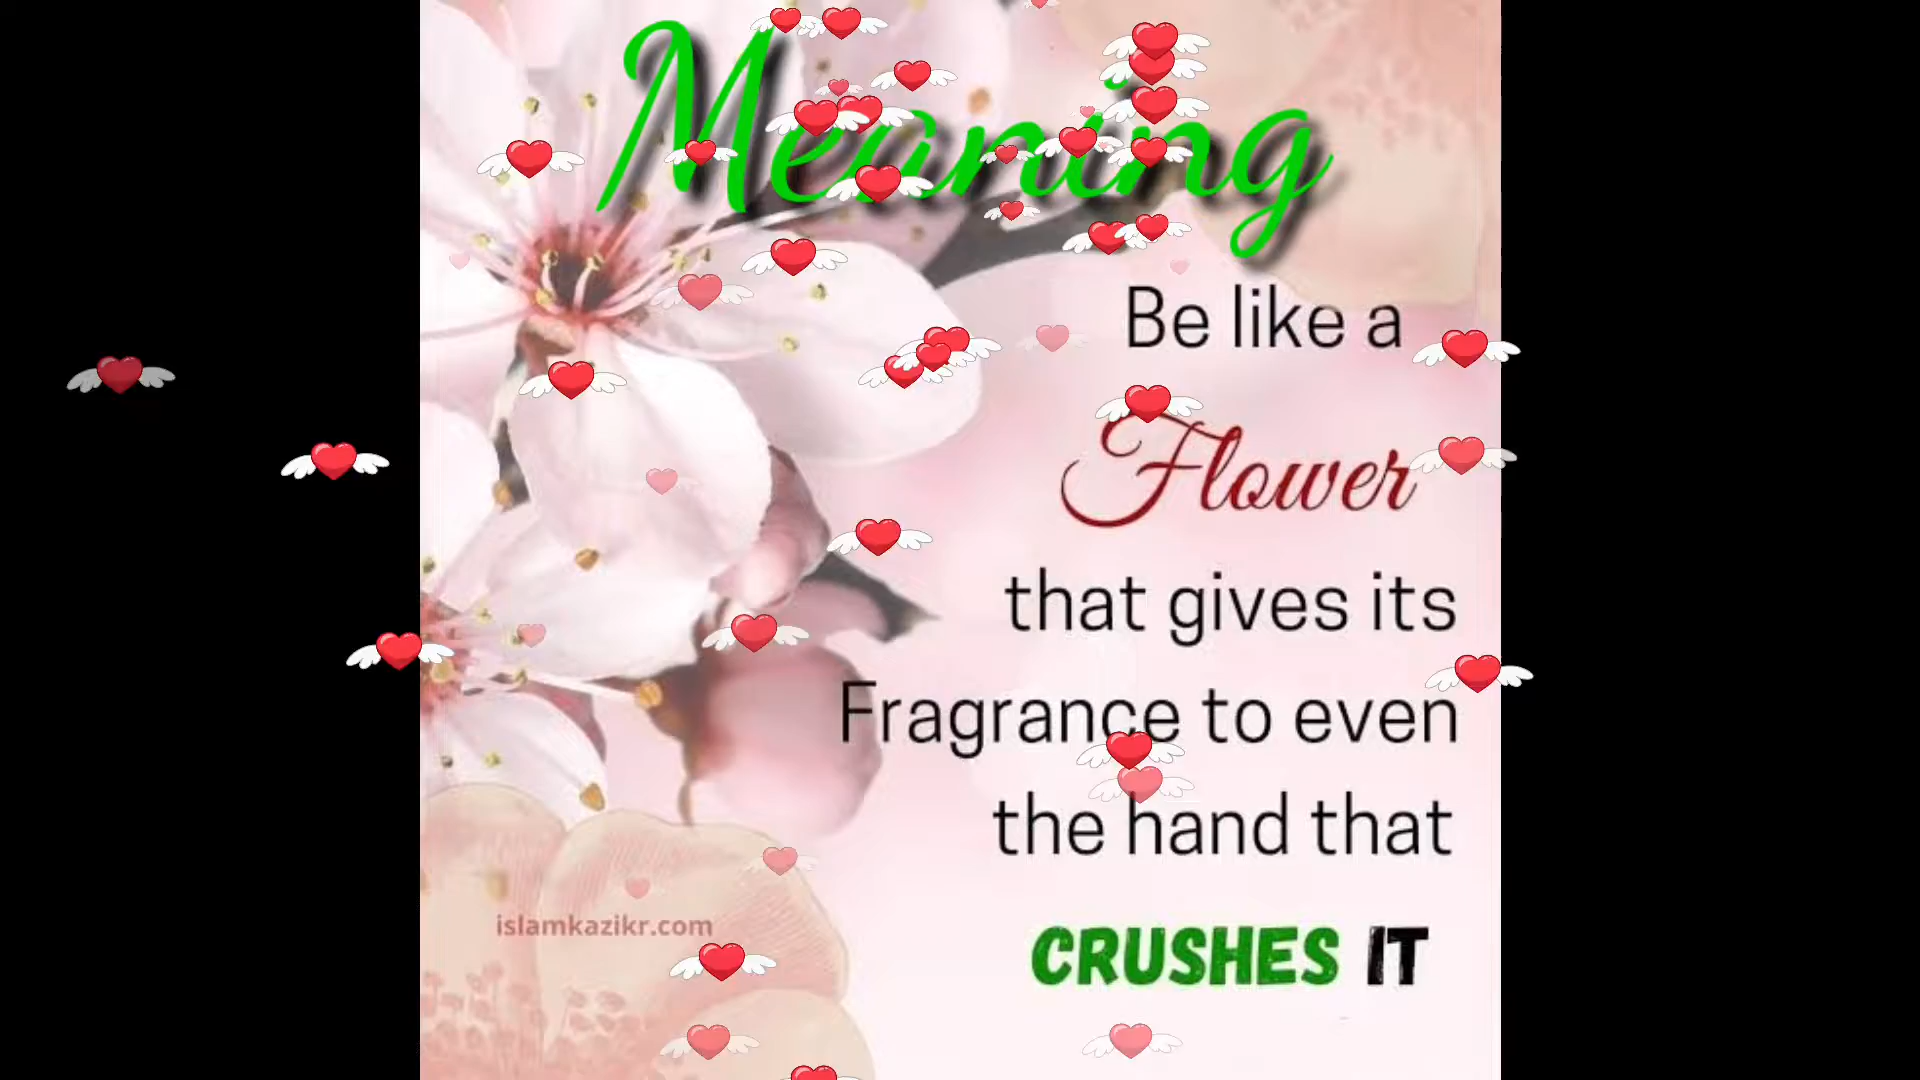 Meaning
Be like a
Flower
that gives its
Fragrance to even
the hand that
CRUSHES IT
islamkazikr.com